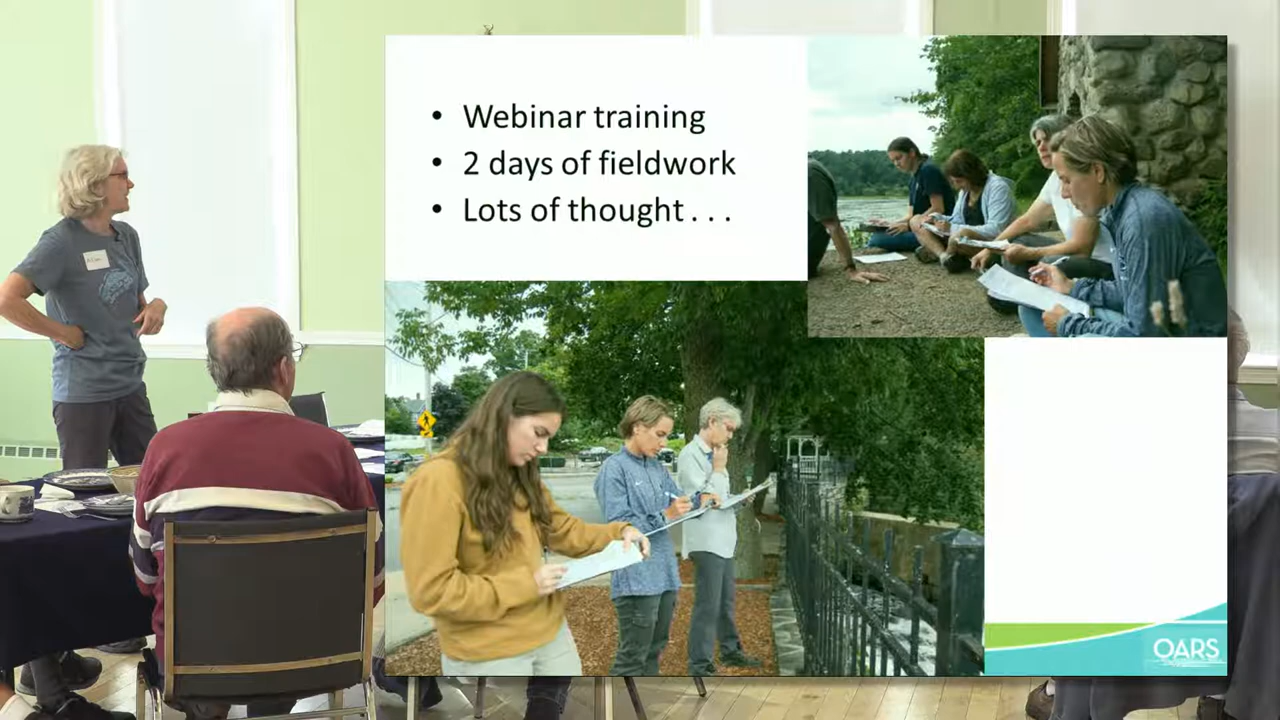 • Webinar training
• 2 days of fieldwork
• Lots of thought . . .
OARS